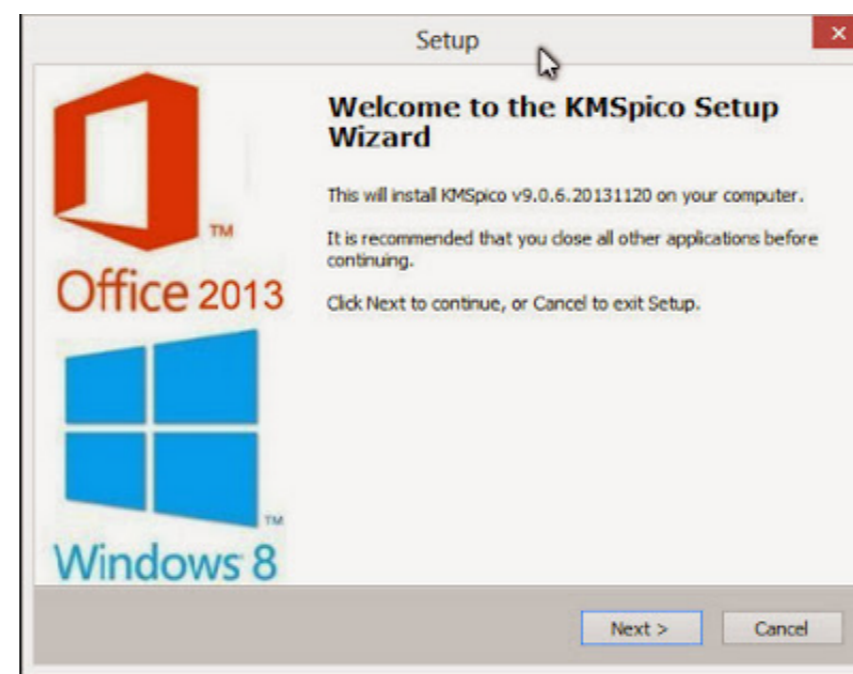 Setup
Welcome to the KMSpico Setup
Wizard
This will install KMSpico v9.0.6.20131120 on your computer.
It is recommended that you close all other applications before
continuing.
Click Next to continue, or Cancel to exit Setup.
TM
Office 2013
TM
Windows 8
Next >
Cancel